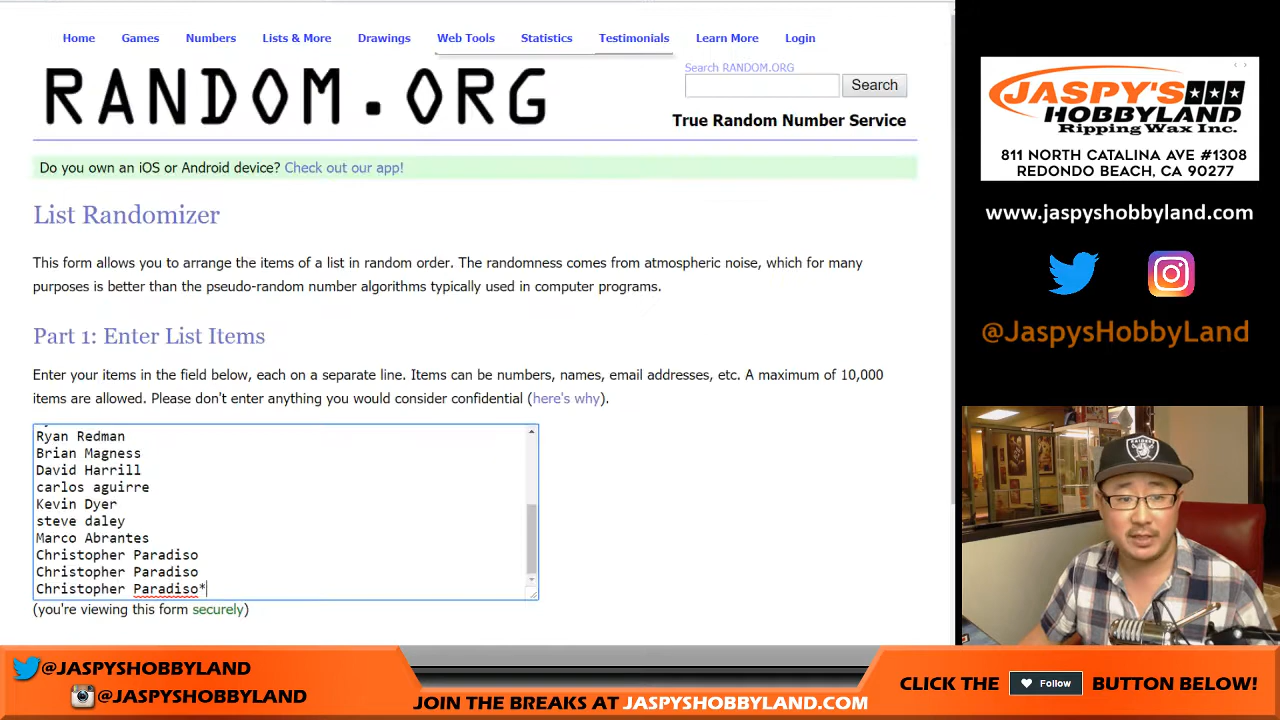 Home Games Numbers Lists & More Drawings Web Tools Statistics Testimonials Learn More Login
RANDOM.ORG
Search RANDOM.ORG
Search
True Random Number Service
Do you own an iOS or Android device? Check out our app!
List Randomizer
This form allows you to arrange the items of a list in random order. The randomness comes from atmospheric noise, which for many
purposes is better than the pseudo-random number algorithms typically used in computer programs.
Part 1: Enter List Items
Enter your items in the field below, each on a separate line. Items can be numbers, names, email addresses, etc. A maximum of 10,000
items are allowed. Please don't enter anything you would consider confidential (here's why).
Ryan Redman
Brian Magness
David Harrill
carlos aguirre
Kevin Dyer
steve daley
Marco Abrantes
Christopher Paradiso
Christopher Paradiso
Christopher Paradiso*
(you're viewing this form securely)
JASPY'S
HOBBYLAND
Ripping Wax Inc.
811 NORTH CATALINA AVE #1308
REDONDO BEACH, CA 90277
www.jaspyshobbyland.com
@JaspysHobbyLand
@JASPYSHOBBYLAND
@JASPYSHOBBYLAND
JOIN THE BREAKS AT JASPYSHOBBYLAND.COM
CLICK THE Follow BUTTON BELOW!